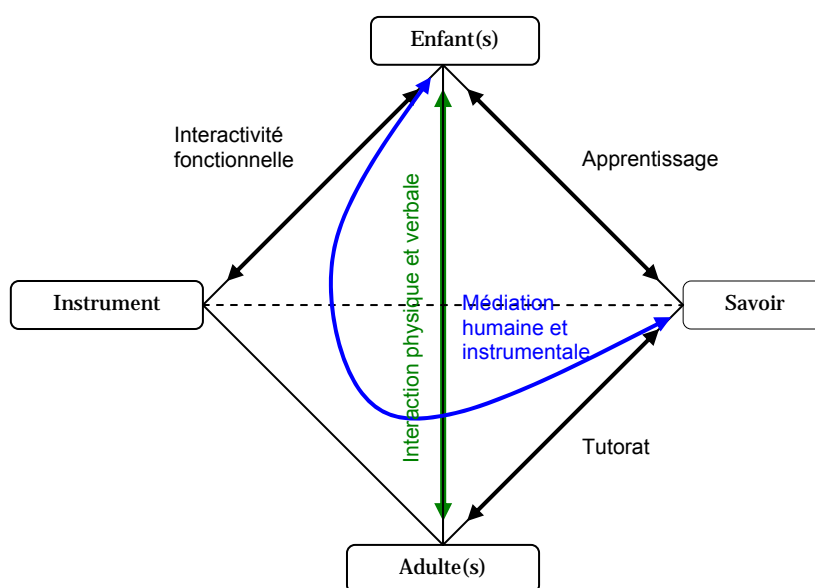 Enfant(s)
Interactivité
fonctionnelle
Apprentissage
Interaction physique et verbale
Instrument
Médiation
humaine et
instrumentale
Savoir
Tutorat
Adulte(s)